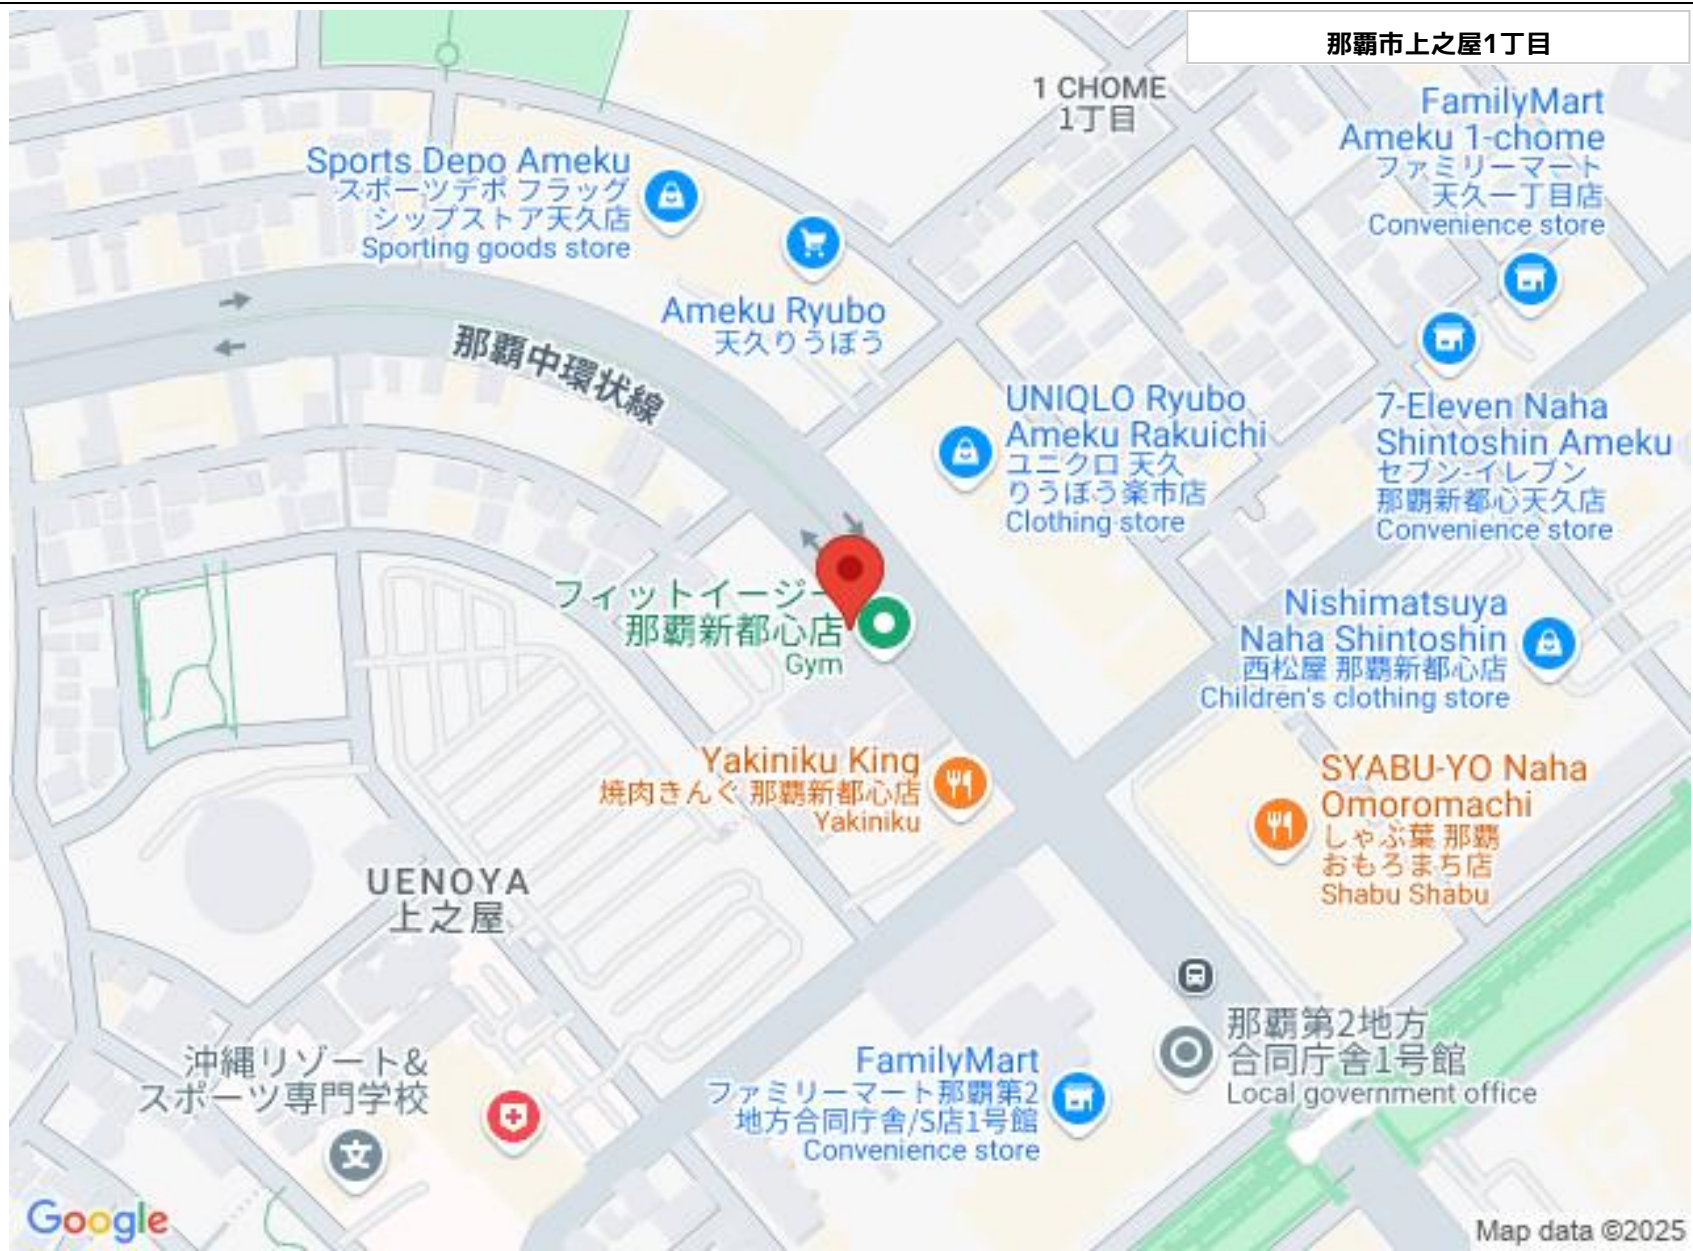 那覇市上之屋1丁目
1 CHOME
1丁目
FamilyMart
Ameku 1-chome
ファミリーマート
天久一丁目店
Convenience store
Sports Depo Ameku
スポーツデポ フラッグ
シップストア天久店
Sporting goods store
Ameku Ryubo
天久りうぼう
那覇中環状線
UNIQLO Ryubo
Ameku Rakuichi
ユニクロ 天久
りうぼう楽市店
Clothing store
7-Eleven Naha
Shintoshin Ameku
セブン-イレブン
那覇新都心天久店
Convenience store
フィットイージー
那覇新都心店
Gym
Nishimatsuya
Naha Shintoshin
西松屋 那覇新都心店
Children's clothing store
Yakiniku King
焼肉きんぐ 那覇新都心店
Yakiniku
SYABU-YO Naha
Omoromachi
しゃぶ葉 那覇
おもろまち店
Shabu Shabu
UENOYA
上之屋
那覇第2地方
合同庁舎1号館
Local government office
沖縄リゾート&
スポーツ専門学校
文
FamilyMart
ファミリーマート那覇第2
地方合同庁舎/S店1号館
Convenience store
Google
Map data ©2025